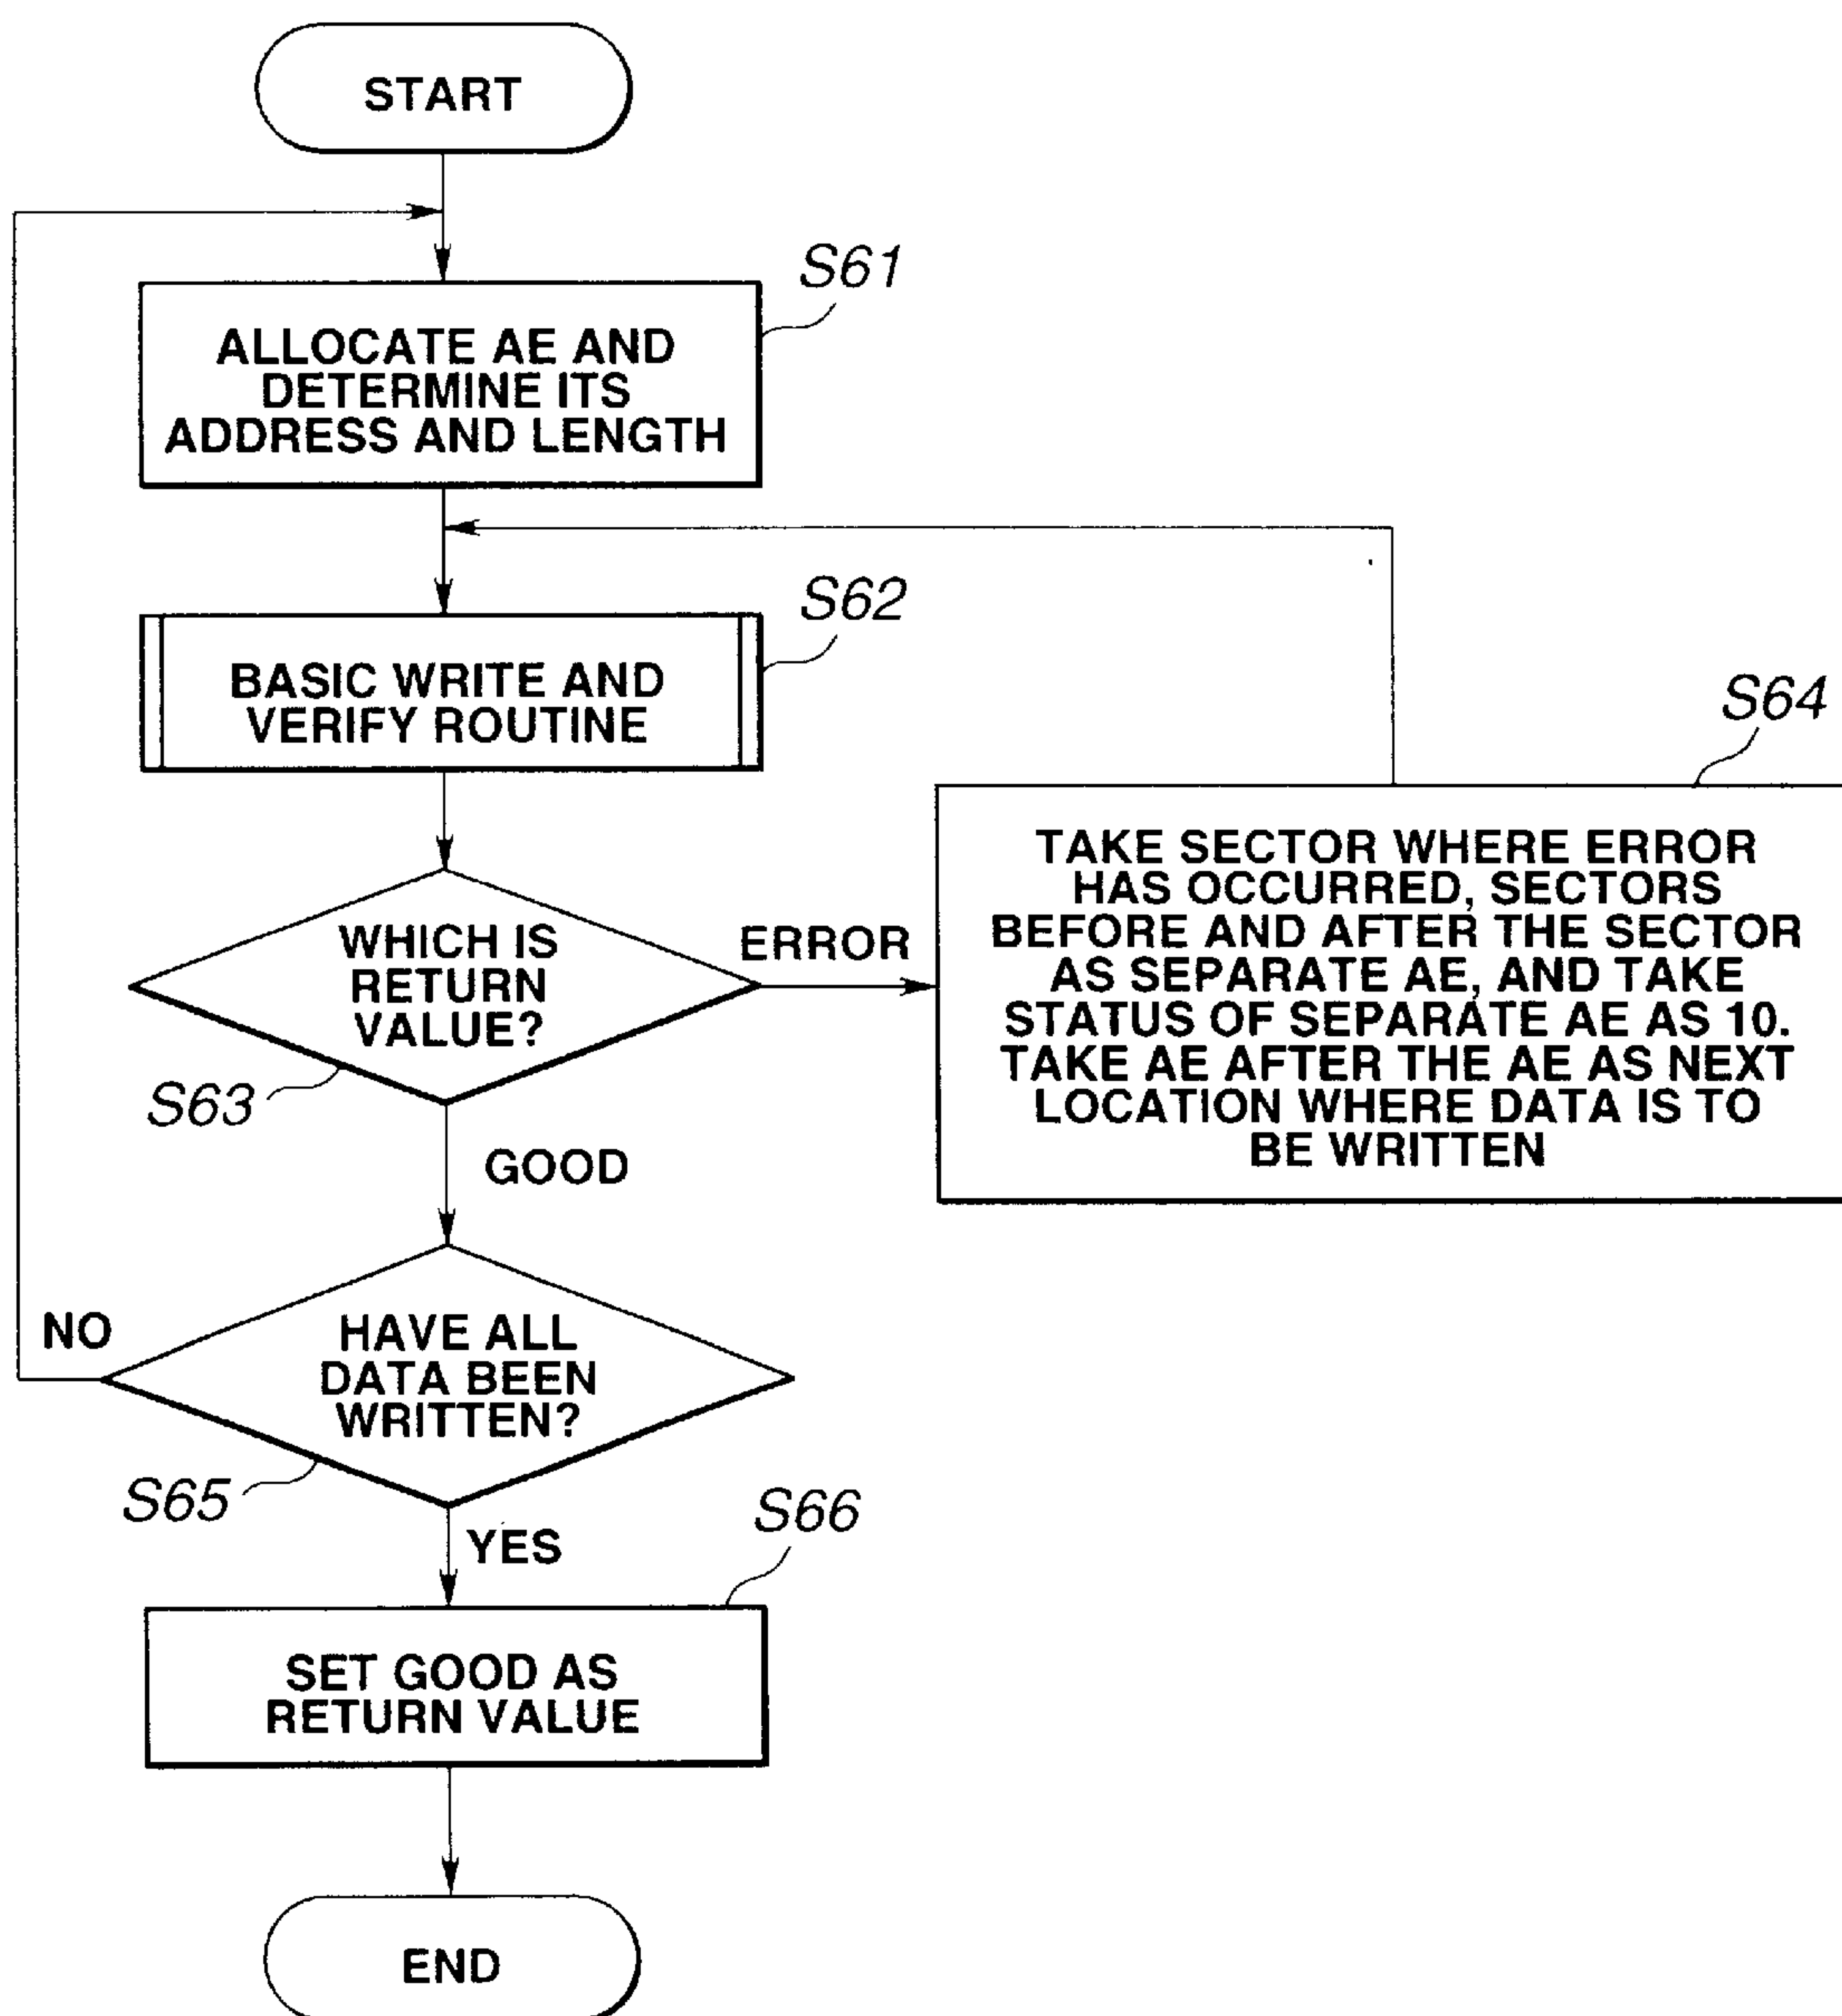 START
S61
ALLOCATE AE AND
DETERMINE ITS
ADDRESS AND LENGTH
S62
BASIC WRITE AND
VERIFY ROUTINE
S63
WHICH IS
RETURN
VALUE?
ERROR
S64
TAKE SECTOR WHERE ERROR
HAS OCCURRED, SECTORS
BEFORE AND AFTER THE SECTOR
AS SEPARATE AE, AND TAKE
STATUS OF SEPARATE AE AS 10.
TAKE AE AFTER THE AE AS NEXT
LOCATION WHERE DATA IS TO
BE WRITTEN
GOOD
NO
HAVE ALL
DATA BEEN
WRITTEN?
S65
YES
S66
SET GOOD AS
RETURN VALUE
END